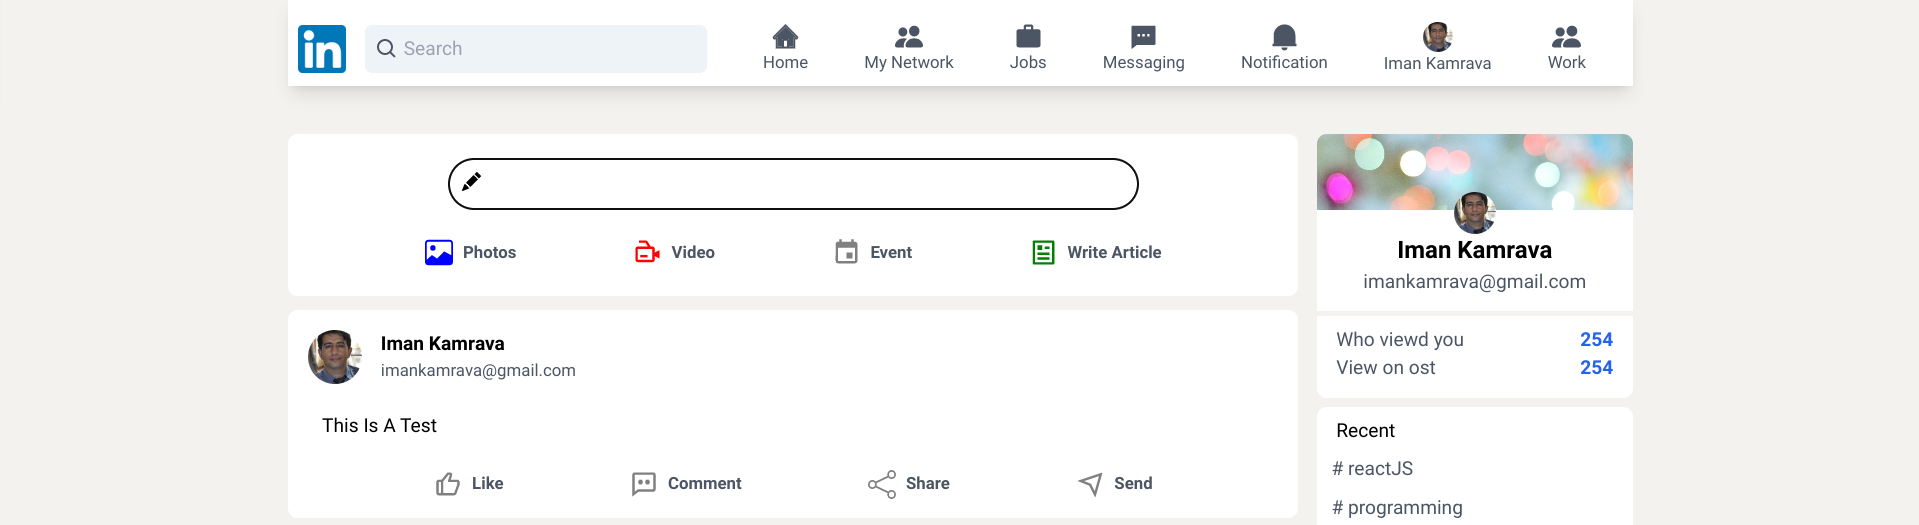 in
Search
Home
My Network
Jobs
Messaging
Notification
Iman Kamrava
Work
Photos
Video
Event
Write Article
Iman Kamrava
imankamrava@gmail.com
This Is A Test
Like
Comment
Share
Send
Iman Kamrava
imankamrava@gmail.com
Who viewd you 254
View on ost 254
Recent
# reactJS
# programming